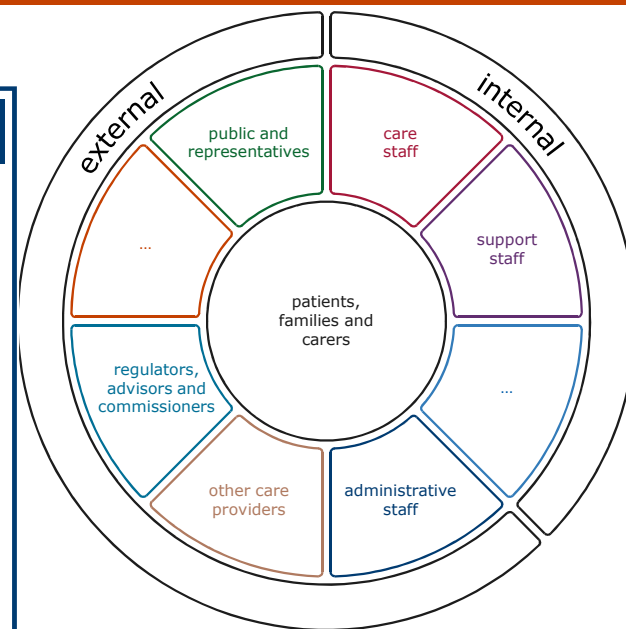 external
internal
public and
representatives
care
staff
...
support
staff
patients,
families and
carers
regulators,
advisors and
commissioners
...
other care
providers
administrative
staff